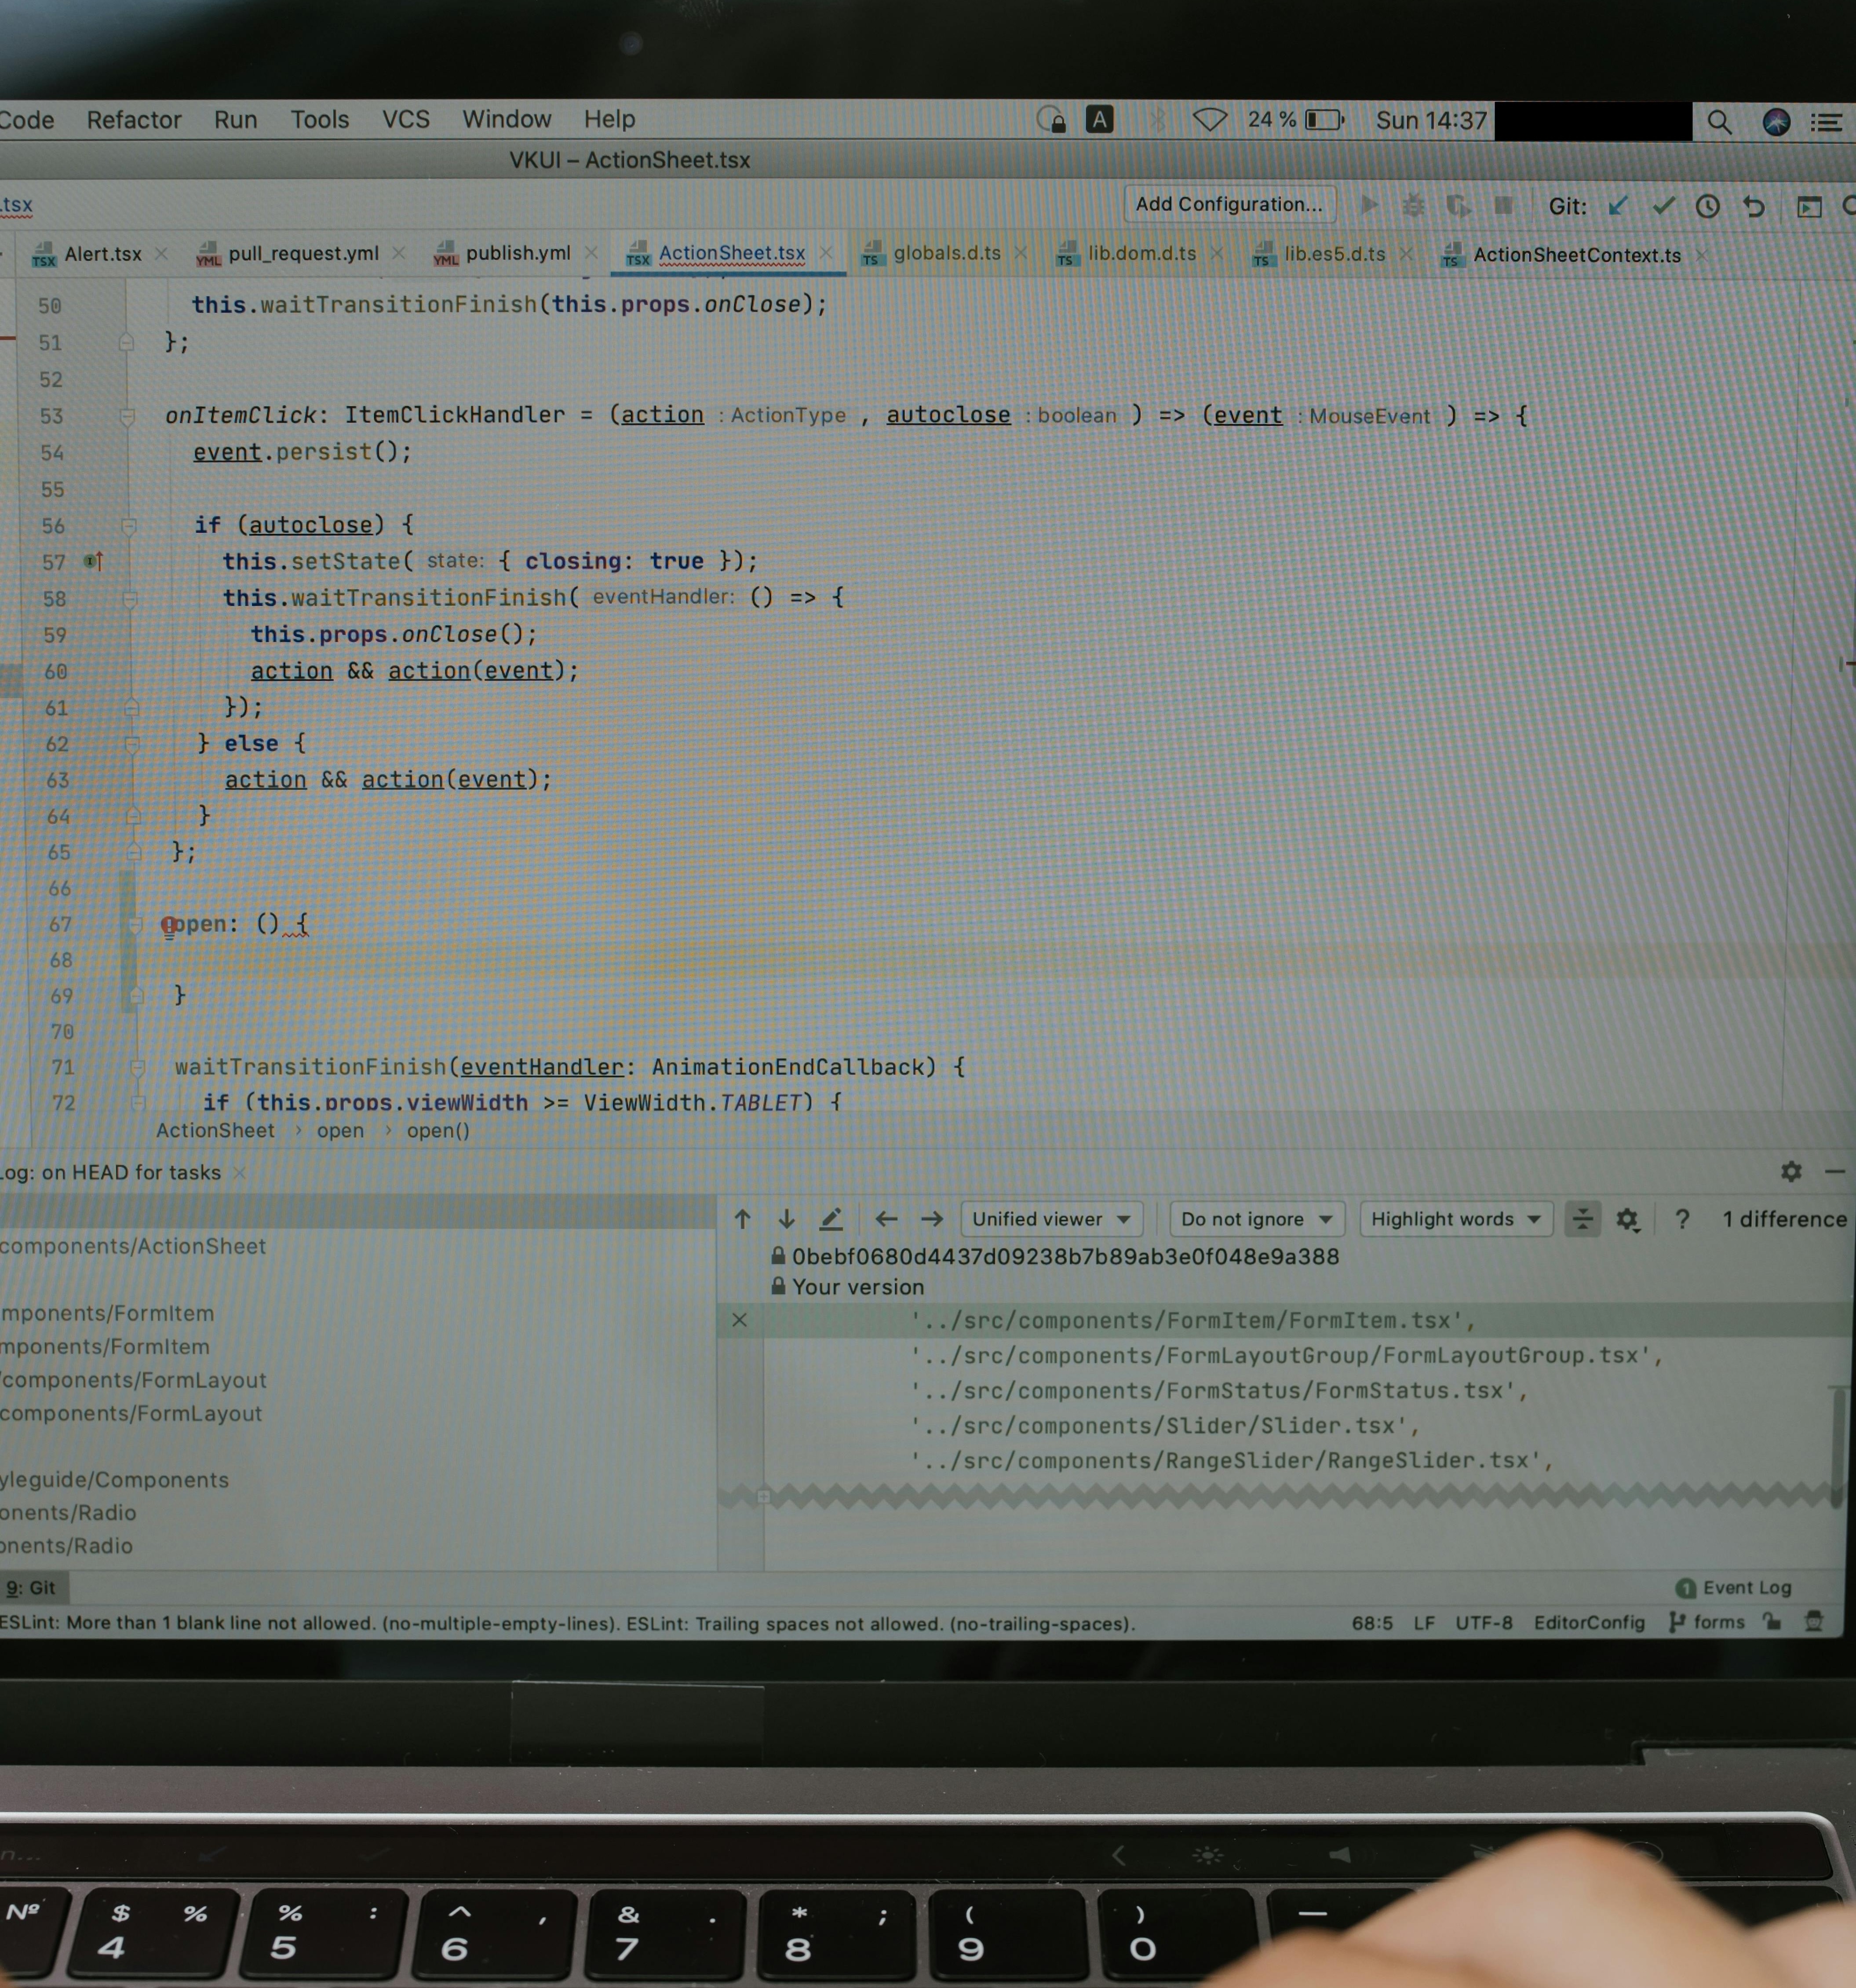 Code Refactor Run Tools VCS Window Help A 24 % Sun 14:37
VKUI – ActionSheet.tsx
.tsx Add Configuration... Git:
TSX Alert.tsx YML pull_request.yml YML publish.yml TSX ActionSheet.tsx TS globals.d.ts TS lib.dom.d.ts TS lib.es5.d.ts TS ActionSheetContext.ts
50 this.waitTransitionFinish(this.props.onClose);
51 };
52
53 onItemClick: ItemClickHandler = (action : ActionType , autoclose : boolean ) => (event : MouseEvent ) => {
54 event.persist();
55
56 if (autoclose) {
57 this.setState( state: { closing: true });
58 this.waitTransitionFinish( eventHandler: () => {
59 this.props.onClose();
60 action && action(event);
61 });
62 } else {
63 action && action(event);
64 }
65 };
66
67 open: () {
68
69 }
70
71 waitTransitionFinish(eventHandler: AnimationEndCallback) {
72 if (this.props.viewWidth >= ViewWidth.TABLET) {
ActionSheet › open › open()
Log: on HEAD for tasks
Unified viewer Do not ignore Highlight words ? 1 difference
components/ActionSheet
mponents/FormItem
mponents/FormItem
/components/FormLayout
components/FormLayout
yleguide/Components
onents/Radio
onents/Radio
0bebf0680d4437d09238b7b89ab3e0f048e9a388
Your version
'../src/components/FormItem/FormItem.tsx',
'../src/components/FormLayoutGroup/FormLayoutGroup.tsx',
'../src/components/FormStatus/FormStatus.tsx',
'../src/components/Slider/Slider.tsx',
'../src/components/RangeSlider/RangeSlider.tsx',
9: Git 1 Event Log
ESLint: More than 1 blank line not allowed. (no-multiple-empty-lines). ESLint: Trailing spaces not allowed. (no-trailing-spaces). 68:5 LF UTF-8 EditorConfig forms
№ $ % % : ^ , & . * ; ( ) —
4 5 6 7 8 9 0